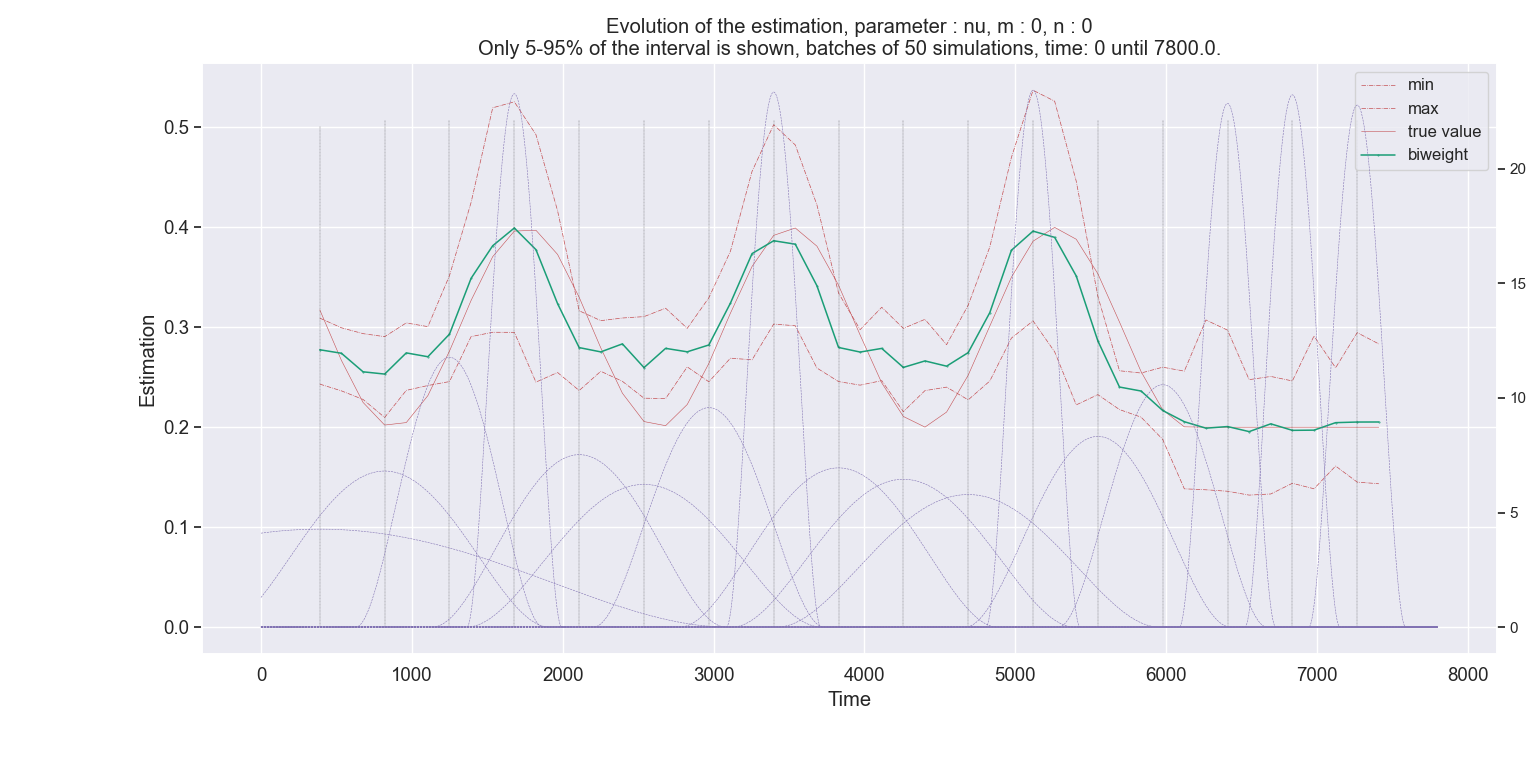 Evolution of the estimation, parameter : nu, m : 0, n : 0
Only 5-95% of the interval is shown, batches of 50 simulations, time: 0 until 7800.0.
min
max
true value
biweight
0.5
0.4
0.3
0.2
0.1
0.0
Estimation
20
15
10
5
0
0 1000 2000 3000 4000 5000 6000 7000 8000
Time